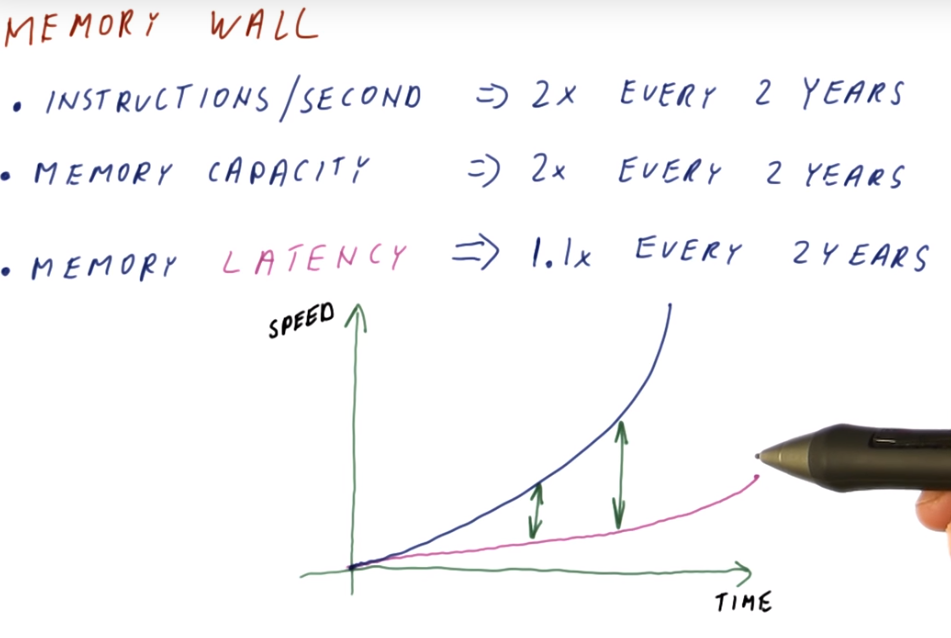 MEMORY WALL
• INSTRUCTIONS/SECOND => 2x EVERY 2 YEARS
• MEMORY CAPACITY => 2x EVERY 2 YEARS
• MEMORY LATENCY => 1.1x EVERY 2 YEARS
SPEED
TIME